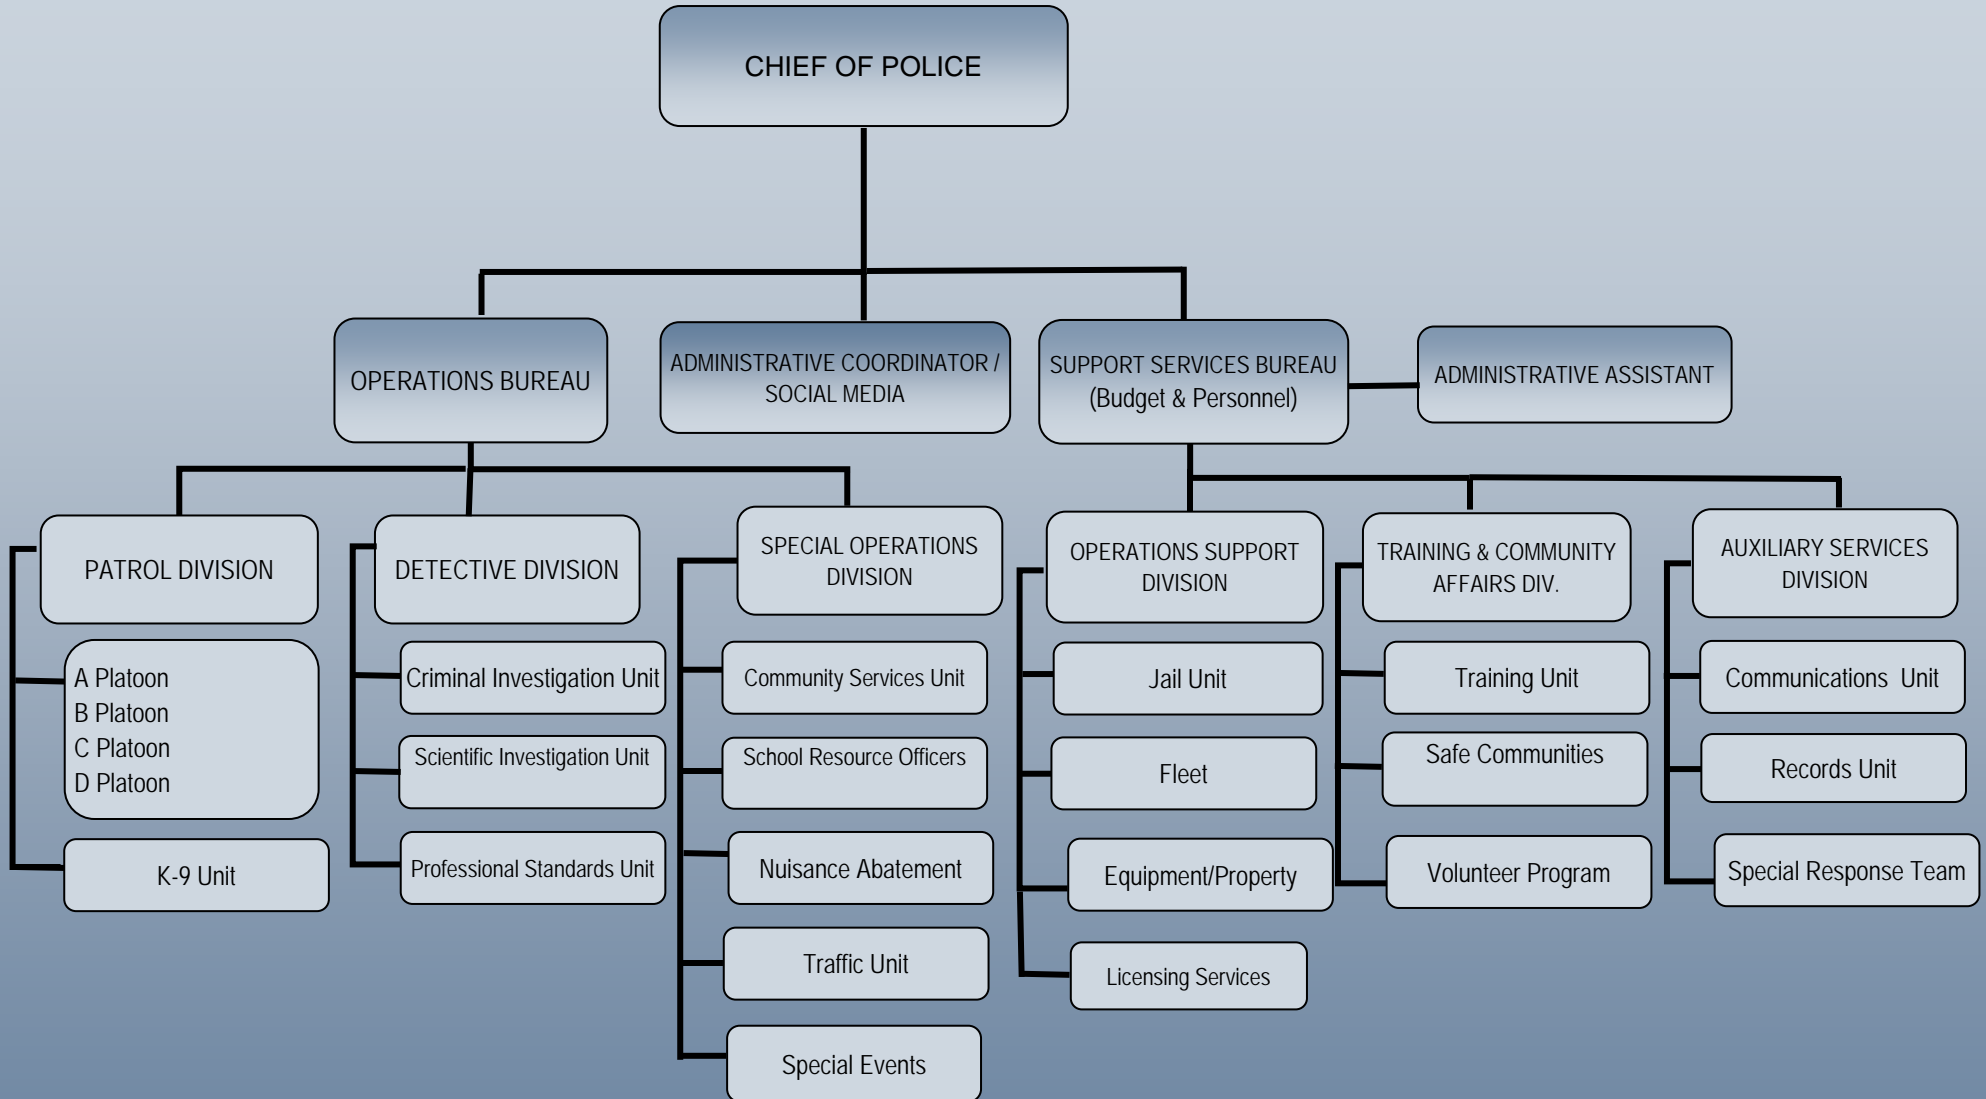 CHIEF OF POLICE
OPERATIONS BUREAU
ADMINISTRATIVE COORDINATOR /
SOCIAL MEDIA
SUPPORT SERVICES BUREAU
(Budget & Personnel)
ADMINISTRATIVE ASSISTANT
PATROL DIVISION
A Platoon
B Platoon
C Platoon
D Platoon
K-9 Unit
DETECTIVE DIVISION
Criminal Investigation Unit
Scientific Investigation Unit
Professional Standards Unit
SPECIAL OPERATIONS
DIVISION
Community Services Unit
School Resource Officers
Nuisance Abatement
Traffic Unit
Special Events
OPERATIONS SUPPORT
DIVISION
Jail Unit
Fleet
Equipment/Property
Licensing Services
TRAINING & COMMUNITY
AFFAIRS DIV.
Training Unit
Safe Communities
Volunteer Program
AUXILIARY SERVICES
DIVISION
Communications  Unit
Records Unit
Special Response Team